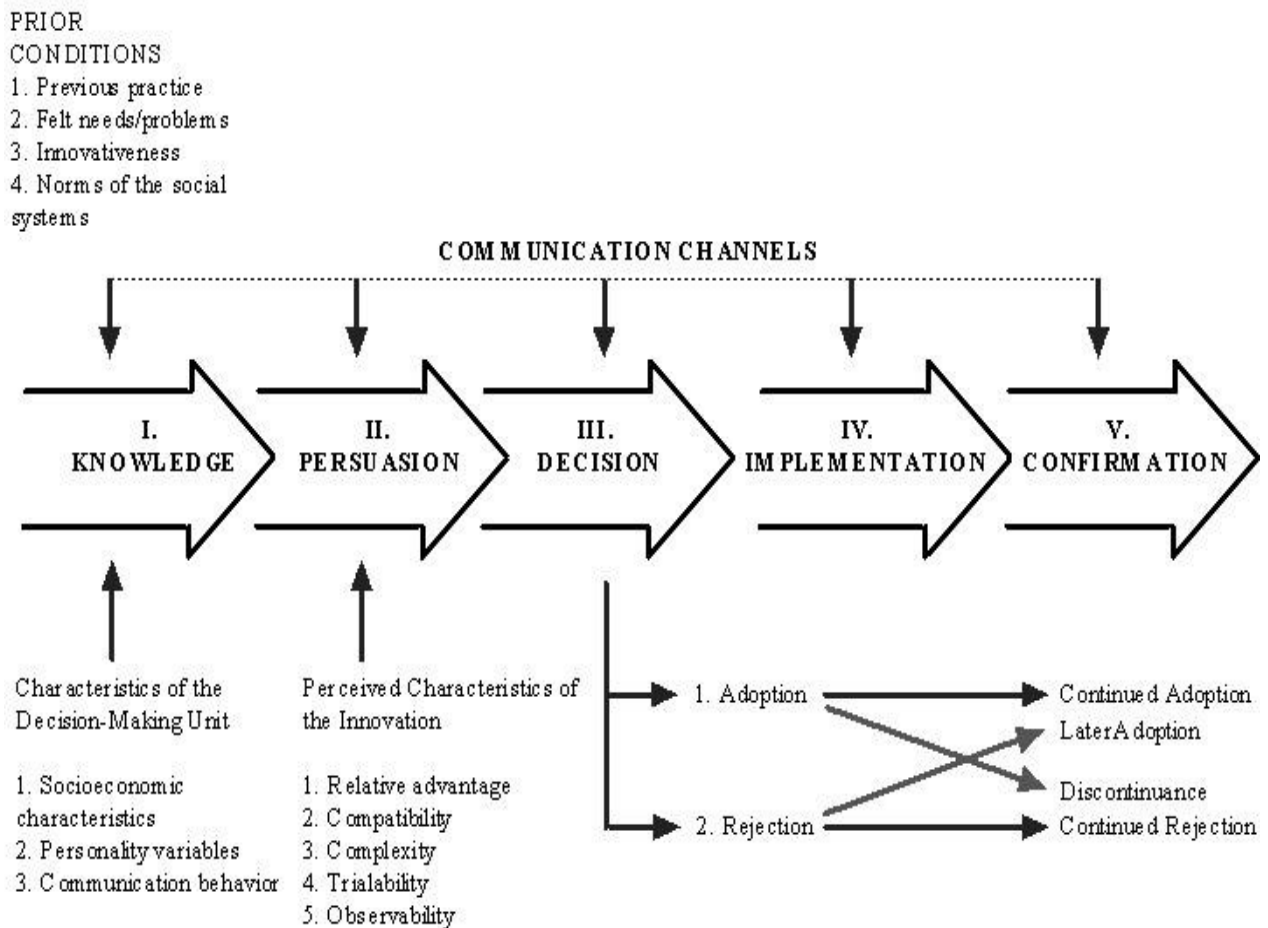 PRIOR
CONDITIONS
1. Previous practice
2. Felt needs/problems
3. Innovativeness
4. Norms of the social
systems
COMMUNICATION CHANNELS
I.
KNOWLEDGE
II.
PERSUASION
III.
DECISION
IV.
IMPLEMENTATION
V.
CONFIRMATION
Characteristics of the
Decision-Making Unit
1. Socioeconomic
characteristics
2. Personality variables
3. Communication behavior
Perceived Characteristics of
the Innovation
1. Relative advantage
2. Compatibility
3. Complexity
4. Trialability
5. Observability
1. Adoption
2. Rejection
Continued Adoption
Later Adoption
Discontinuance
Continued Rejection